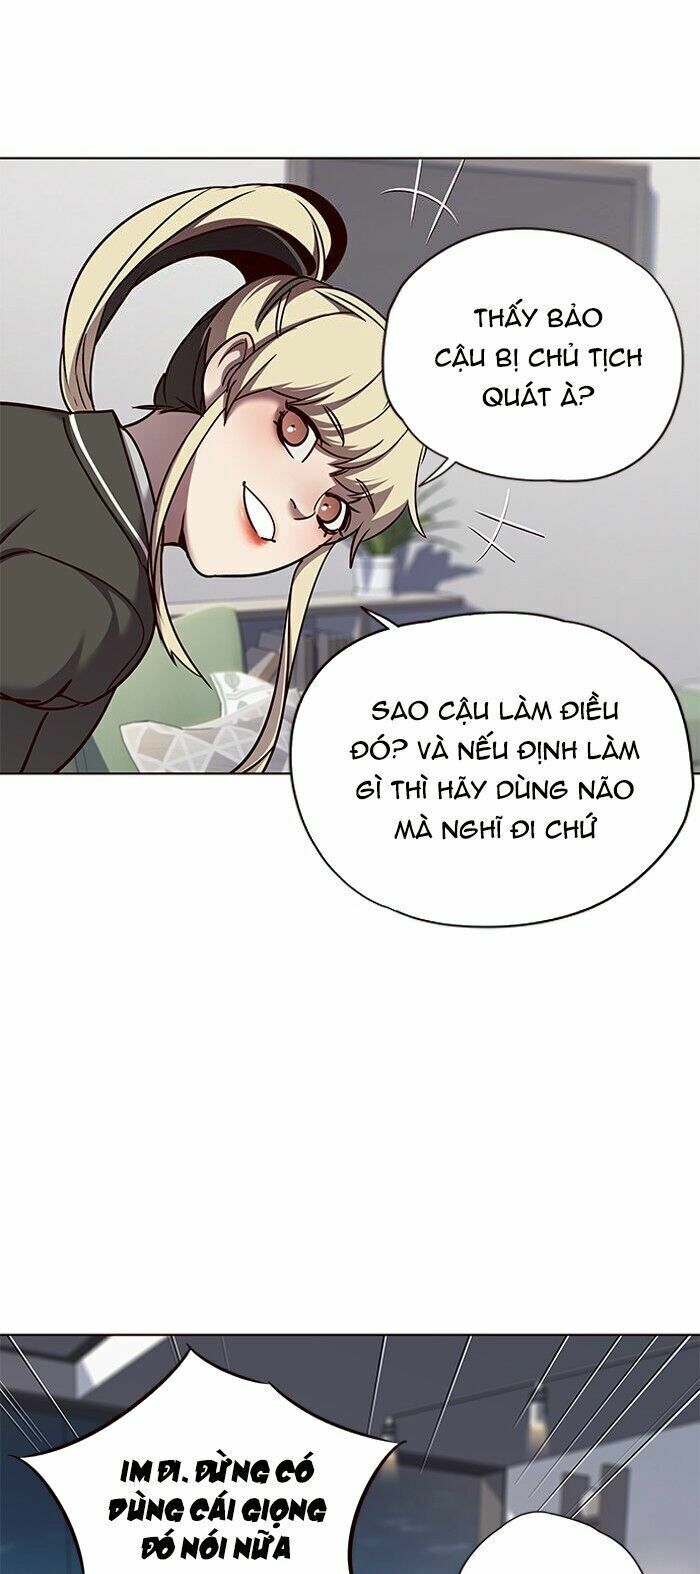 THẤY BẢO
CẬU BỊ CHỦ TỊCH
QUÁT À?
SAO CẬU LÀM ĐIỀU
ĐÓ? VÀ NẾU ĐỊNH LÀM
GÌ THÌ HÃY DÙNG NÃO
MÀ NGHĨ ĐI CHỨ
IM ĐI. ĐỪNG CÓ
DÙNG CÁI GIỌNG
ĐÓ NÓI NỮA